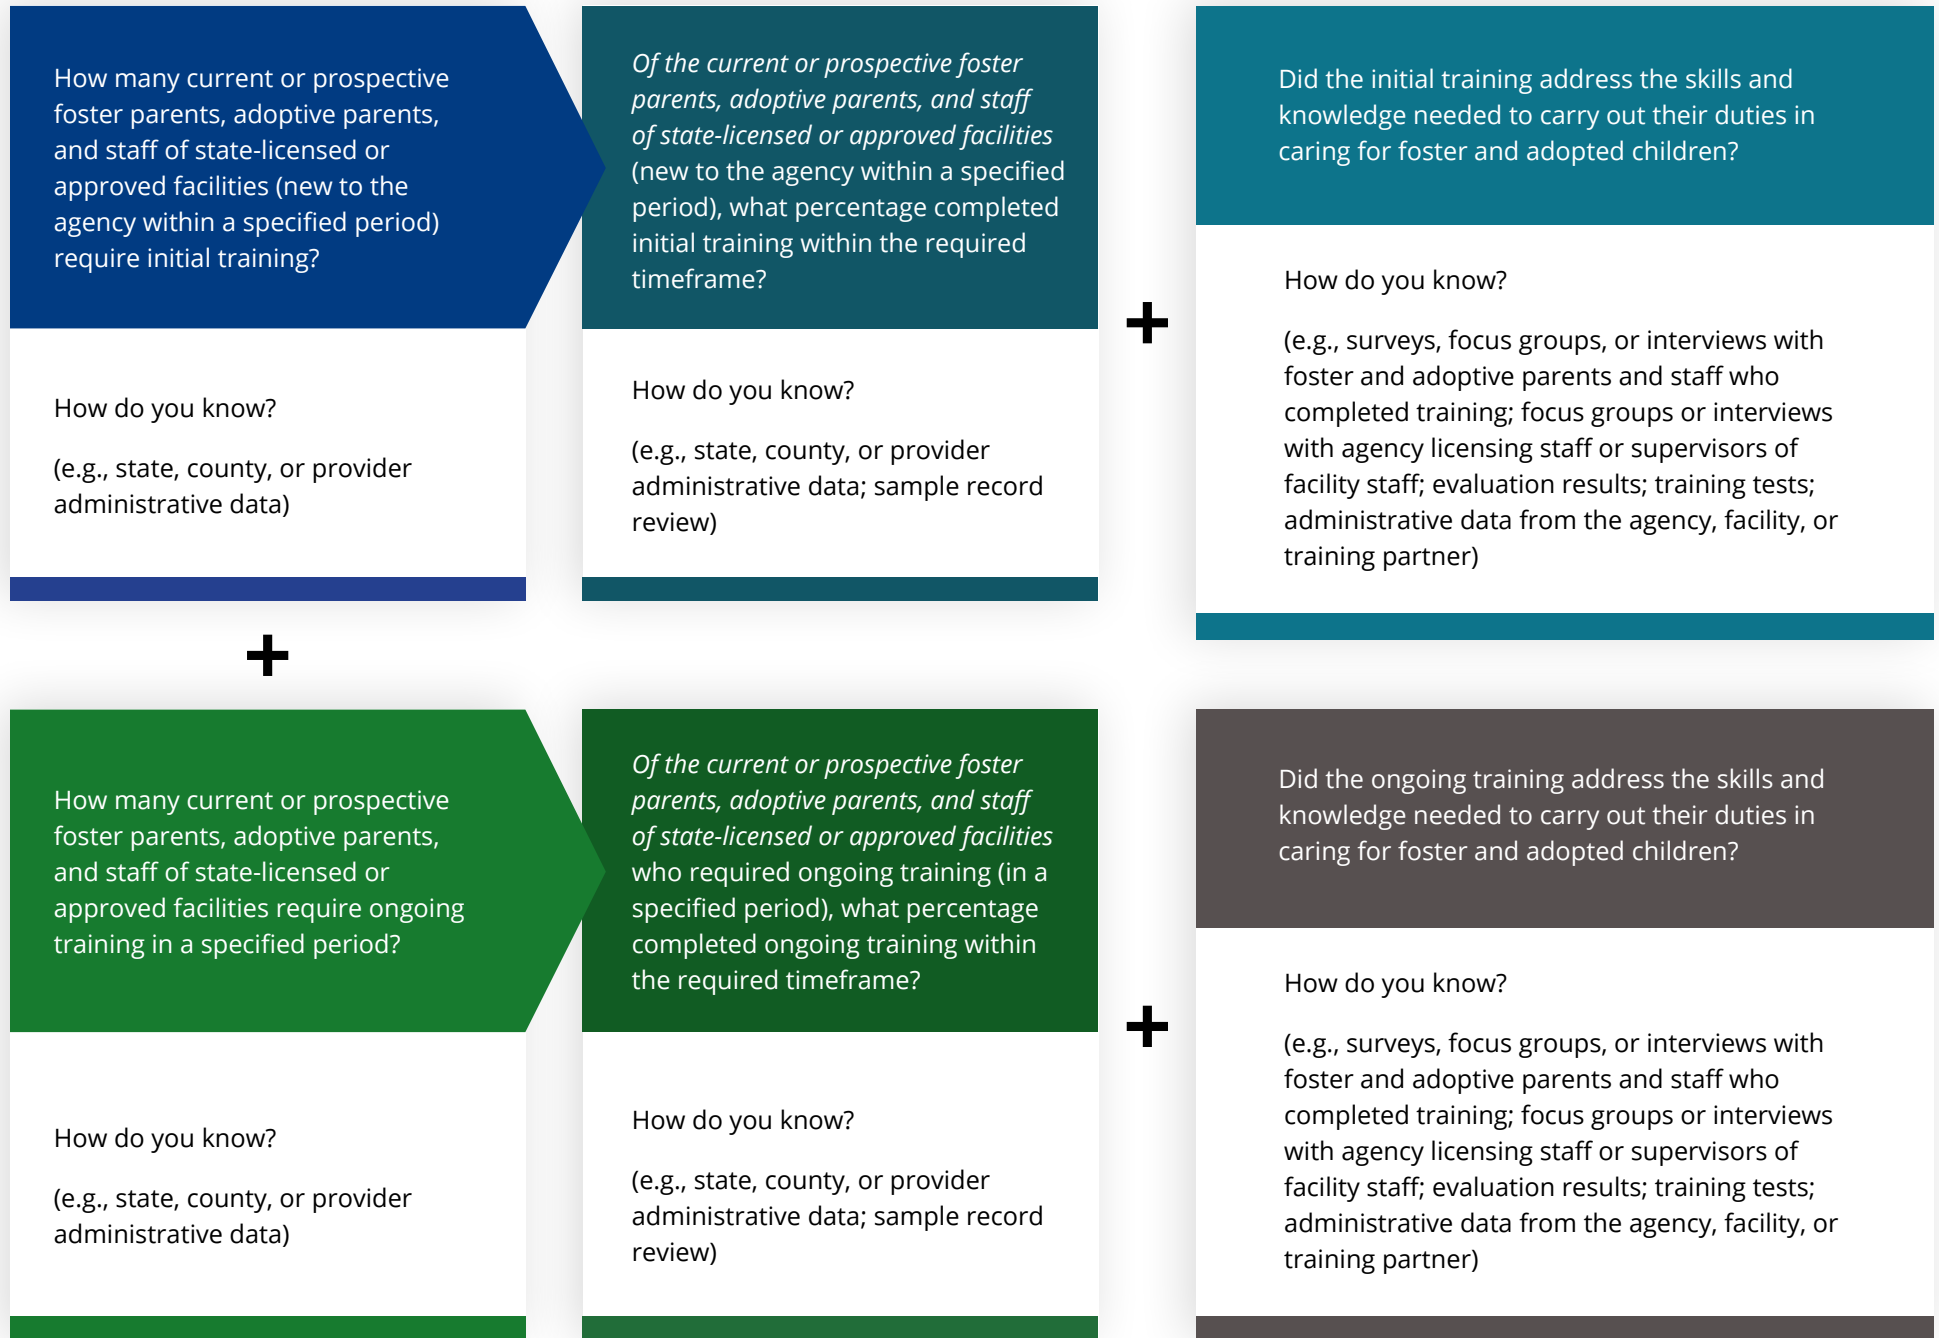 How many current or prospective
foster parents, adoptive parents,
and staff of state-licensed or
approved facilities (new to the
agency within a specified period)
require initial training?
How do you know?
(e.g., state, county, or provider
administrative data)
Of the current or prospective foster
parents, adoptive parents, and staff
of state-licensed or approved facilities
(new to the agency within a specified
period), what percentage completed
initial training within the required
timeframe?
How do you know?
(e.g., state, county, or provider
administrative data; sample record
review)
+
Did the initial training address the skills and
knowledge needed to carry out their duties in
caring for foster and adopted children?
How do you know?
(e.g., surveys, focus groups, or interviews with
foster and adoptive parents and staff who
completed training; focus groups or interviews
with agency licensing staff or supervisors of
facility staff; evaluation results; training tests;
administrative data from the agency, facility, or
training partner)
+
How many current or prospective
foster parents, adoptive parents,
and staff of state-licensed or
approved facilities require ongoing
training in a specified period?
How do you know?
(e.g., state, county, or provider
administrative data)
Of the current or prospective foster
parents, adoptive parents, and staff
of state-licensed or approved facilities
who required ongoing training (in a
specified period), what percentage
completed ongoing training within
the required timeframe?
How do you know?
(e.g., state, county, or provider
administrative data; sample record
review)
+
Did the ongoing training address the skills and
knowledge needed to carry out their duties in
caring for foster and adopted children?
How do you know?
(e.g., surveys, focus groups, or interviews with
foster and adoptive parents and staff who
completed training; focus groups or interviews
with agency licensing staff or supervisors of
facility staff; evaluation results; training tests;
administrative data from the agency, facility, or
training partner)